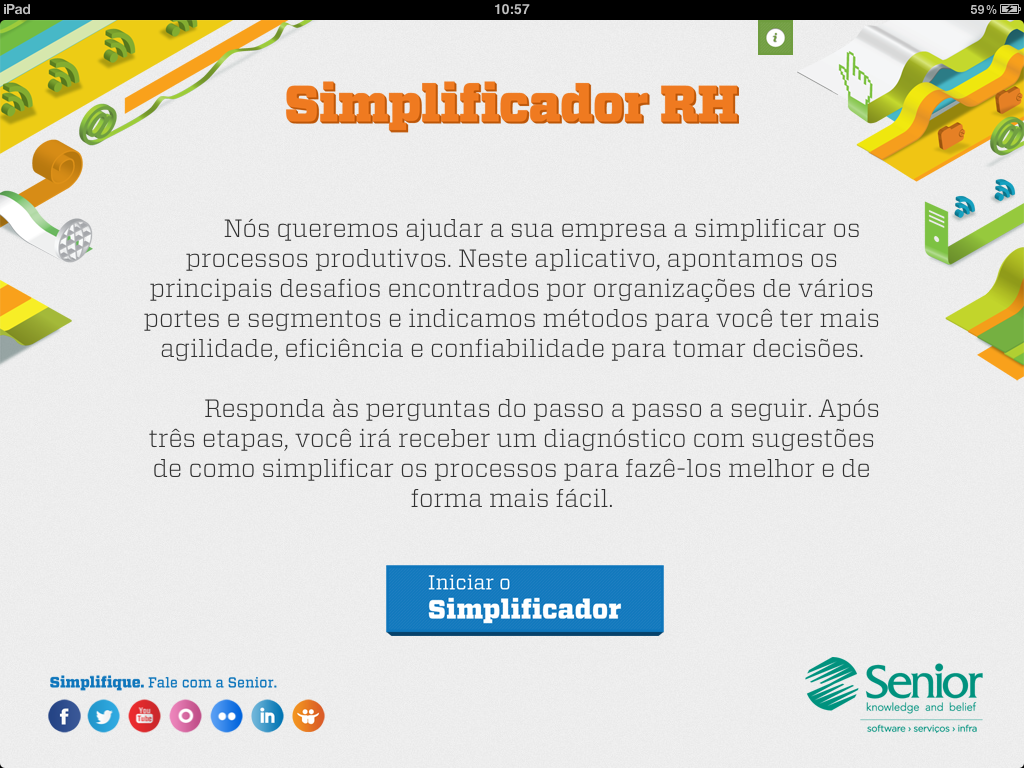 iPad
10:57
59%
Simplificador RH
Nós queremos ajudar a sua empresa a simplificar os
processos produtivos. Neste aplicativo, apontamos os
principais desafios encontrados por organizações de vários
portes e segmentos e indicamos métodos para você ter mais
agilidade, eficiência e confiabilidade para tomar decisões.
Responda às perguntas do passo a passo a seguir. Após
três etapas, você irá receber um diagnóstico com sugestões
de como simplificar os processos para fazê-los melhor e de
forma mais fácil.
Iniciar o
Simplificador
Simplifique. Fale com a Senior.
You
Tube
in
Senior
knowledge and belief
software › serviços › infra